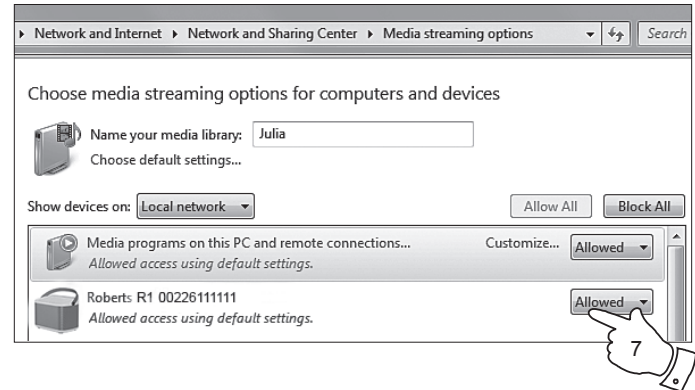 Network and Internet ▸ Network and Sharing Center ▸ Media streaming options Search
Choose media streaming options for computers and devices
Name your media library: Julia
Choose default settings...
Show devices on: Local network Allow All Block All
Media programs on this PC and remote connections... Customize... Allowed
Allowed access using default settings.
Roberts R1 00226111111 Allowed
Allowed access using default settings.
7